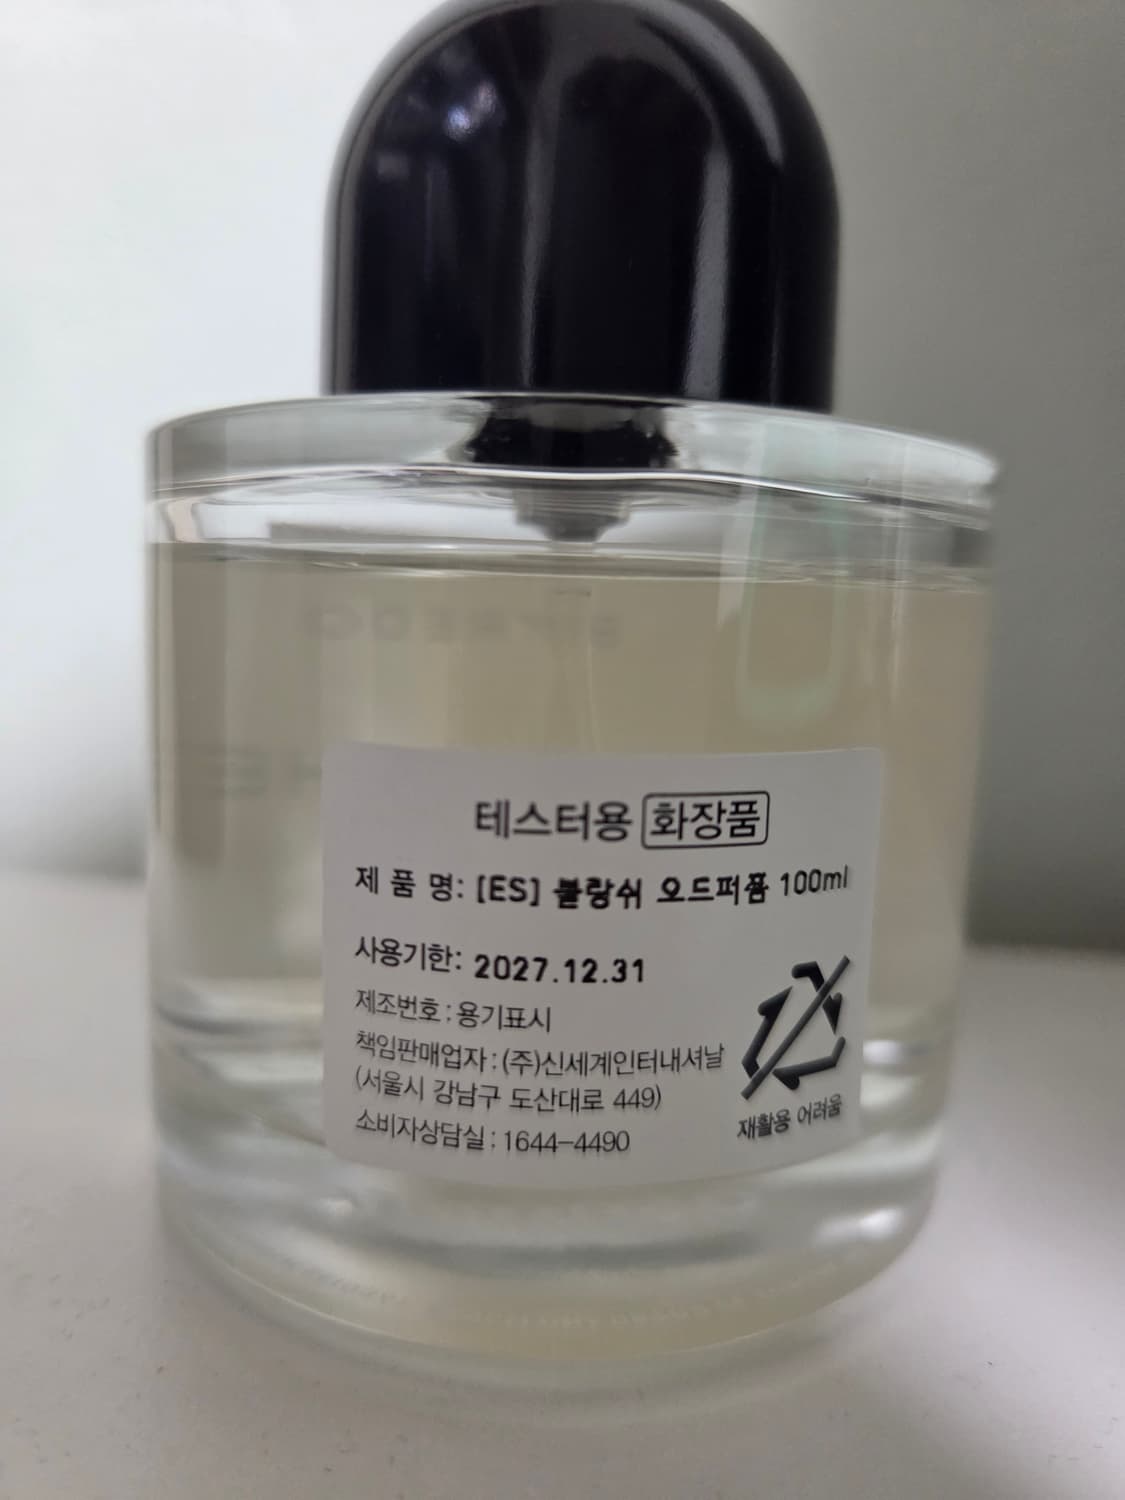 테스터용 화장품
제 품 명: [ES] 블랑쉬 오드퍼퓸 100ml
사용기한: 2027.12.31
제조번호 : 용기표시
책임판매업자 : (주)신세계인터내셔날
(서울시 강남구 도산대로 449)
소비자상담실 : 1644-4490
재활용 어려움